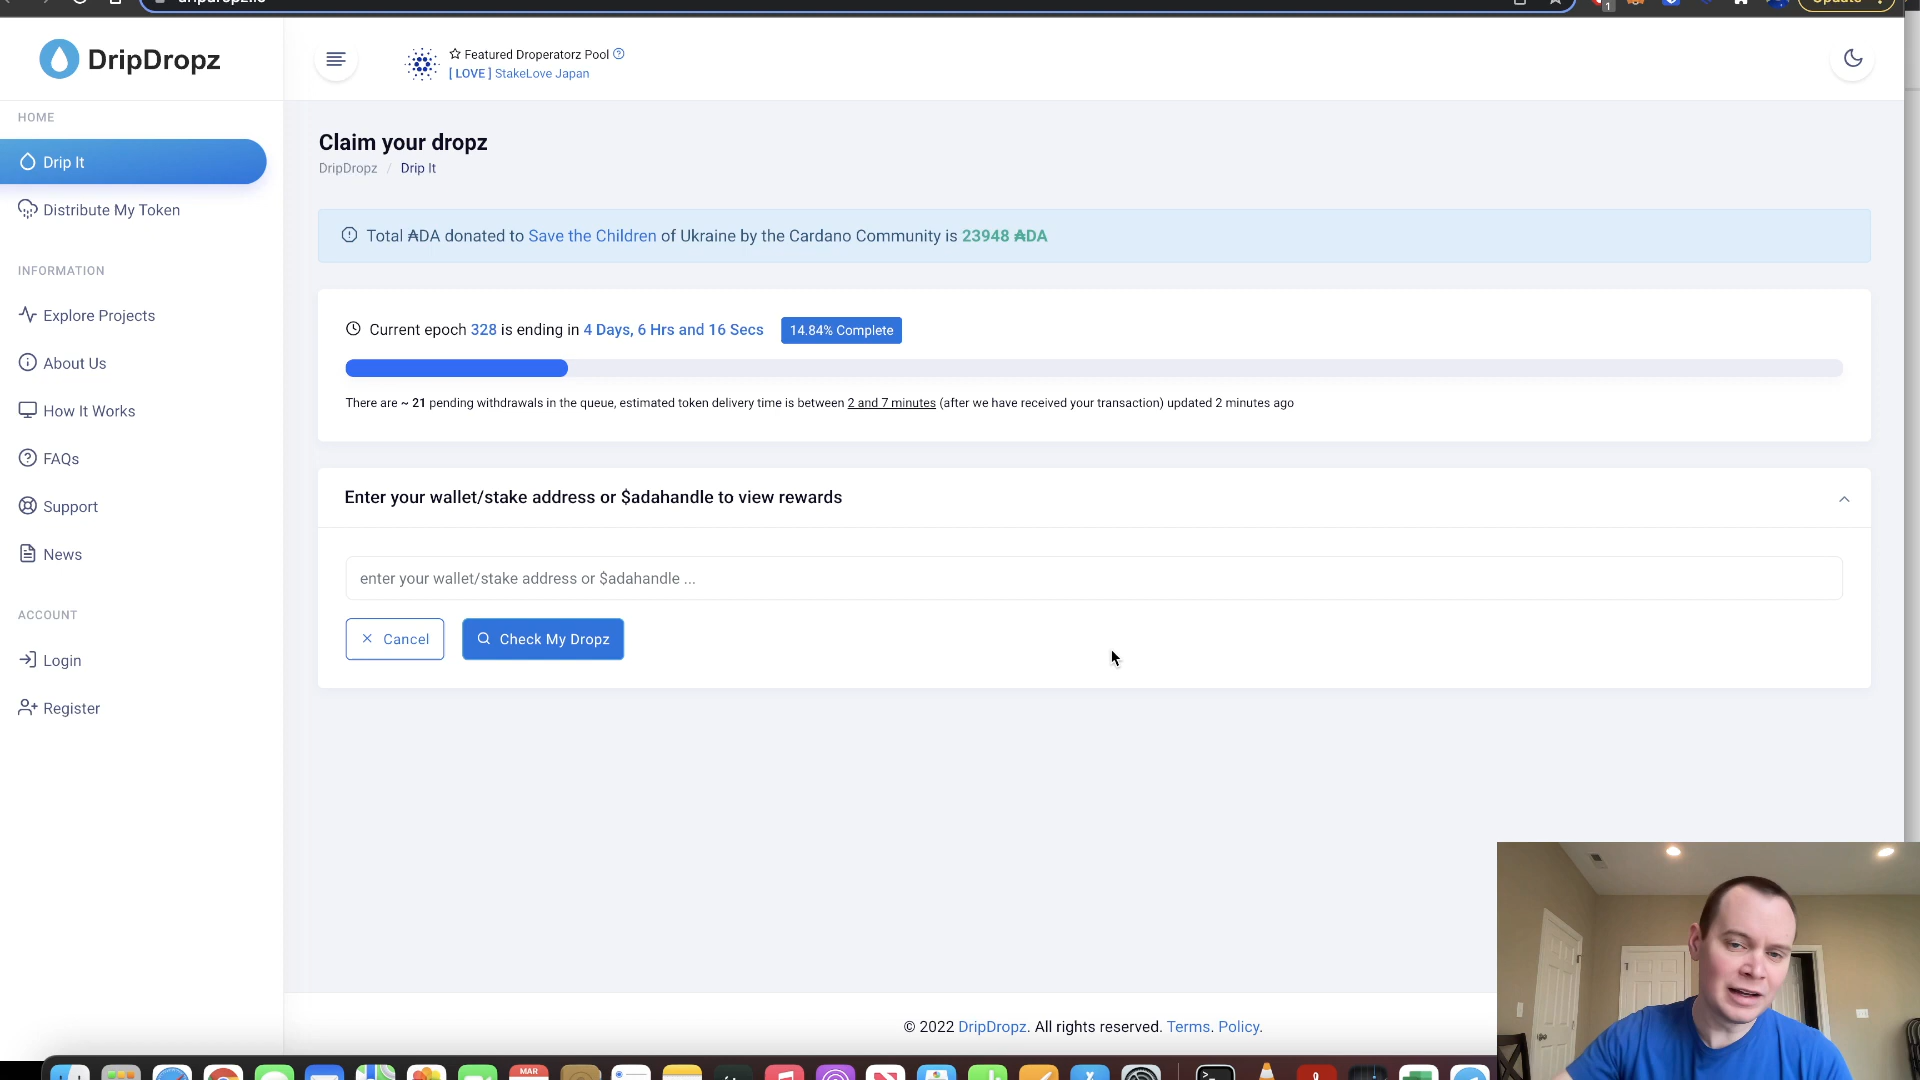 DripDropz
Featured Droperatorz Pool
[ LOVE ] StakeLove Japan
HOME
Drip It
Distribute My Token
INFORMATION
Explore Projects
About Us
How It Works
FAQs
Support
News
ACCOUNT
Login
Register
Claim your dropz
DripDropz / Drip It
Total ₳DA donated to Save the Children of Ukraine by the Cardano Community is 23948 ₳DA
Current epoch 328 is ending in 4 Days, 6 Hrs and 16 Secs 14.84% Complete
There are ~ 21 pending withdrawals in the queue, estimated token delivery time is between 2 and 7 minutes (after we have received your transaction) updated 2 minutes ago
Enter your wallet/stake address or $adahandle to view rewards
enter your wallet/stake address or $adahandle ...
Cancel
Check My Dropz
© 2022 DripDropz. All rights reserved. Terms. Policy.
MAR